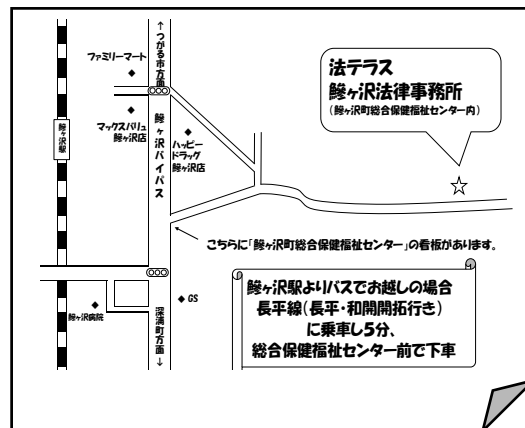 ↑つがる市方面
ファミリーマート
法テラス
鰺ヶ沢法律事務所
(鰺ヶ沢町総合保健福祉センター内)
マックスバリュ
鰺ヶ沢店
鰺ヶ沢バイパス
ハッピー
ドラッグ
鰺ヶ沢店
鰺ヶ沢駅
こちらに「鰺ヶ沢町総合保健福祉センター」の看板があります。
鰺ヶ沢駅よりバスでお越しの場合
長平線(長平・和開開拓行き)
に乗車し5分、
総合保健福祉センター前で下車
GS
鰺ヶ沢病院
深浦町方面→